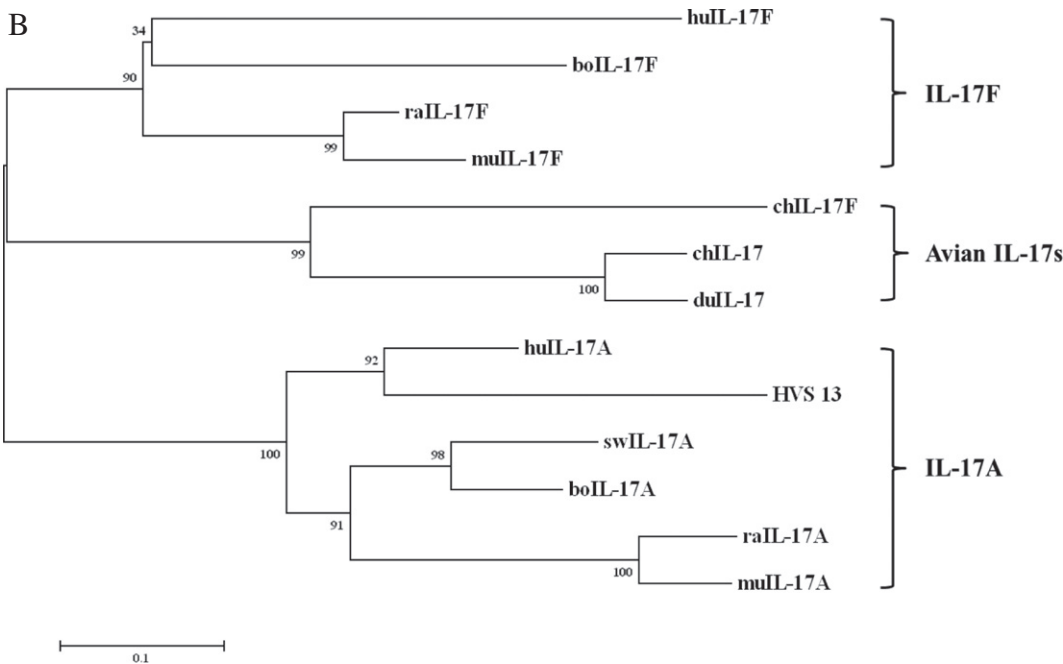 B
34
huIL-17F
boIL-17F
90
raIL-17F
99
muIL-17F
IL-17F
chIL-17F
99
chIL-17
100
duIL-17
Avian IL-17s
huIL-17A
92
HVS 13
100
swIL-17A
98
boIL-17A
91
raIL-17A
100
muIL-17A
IL-17A
0.1